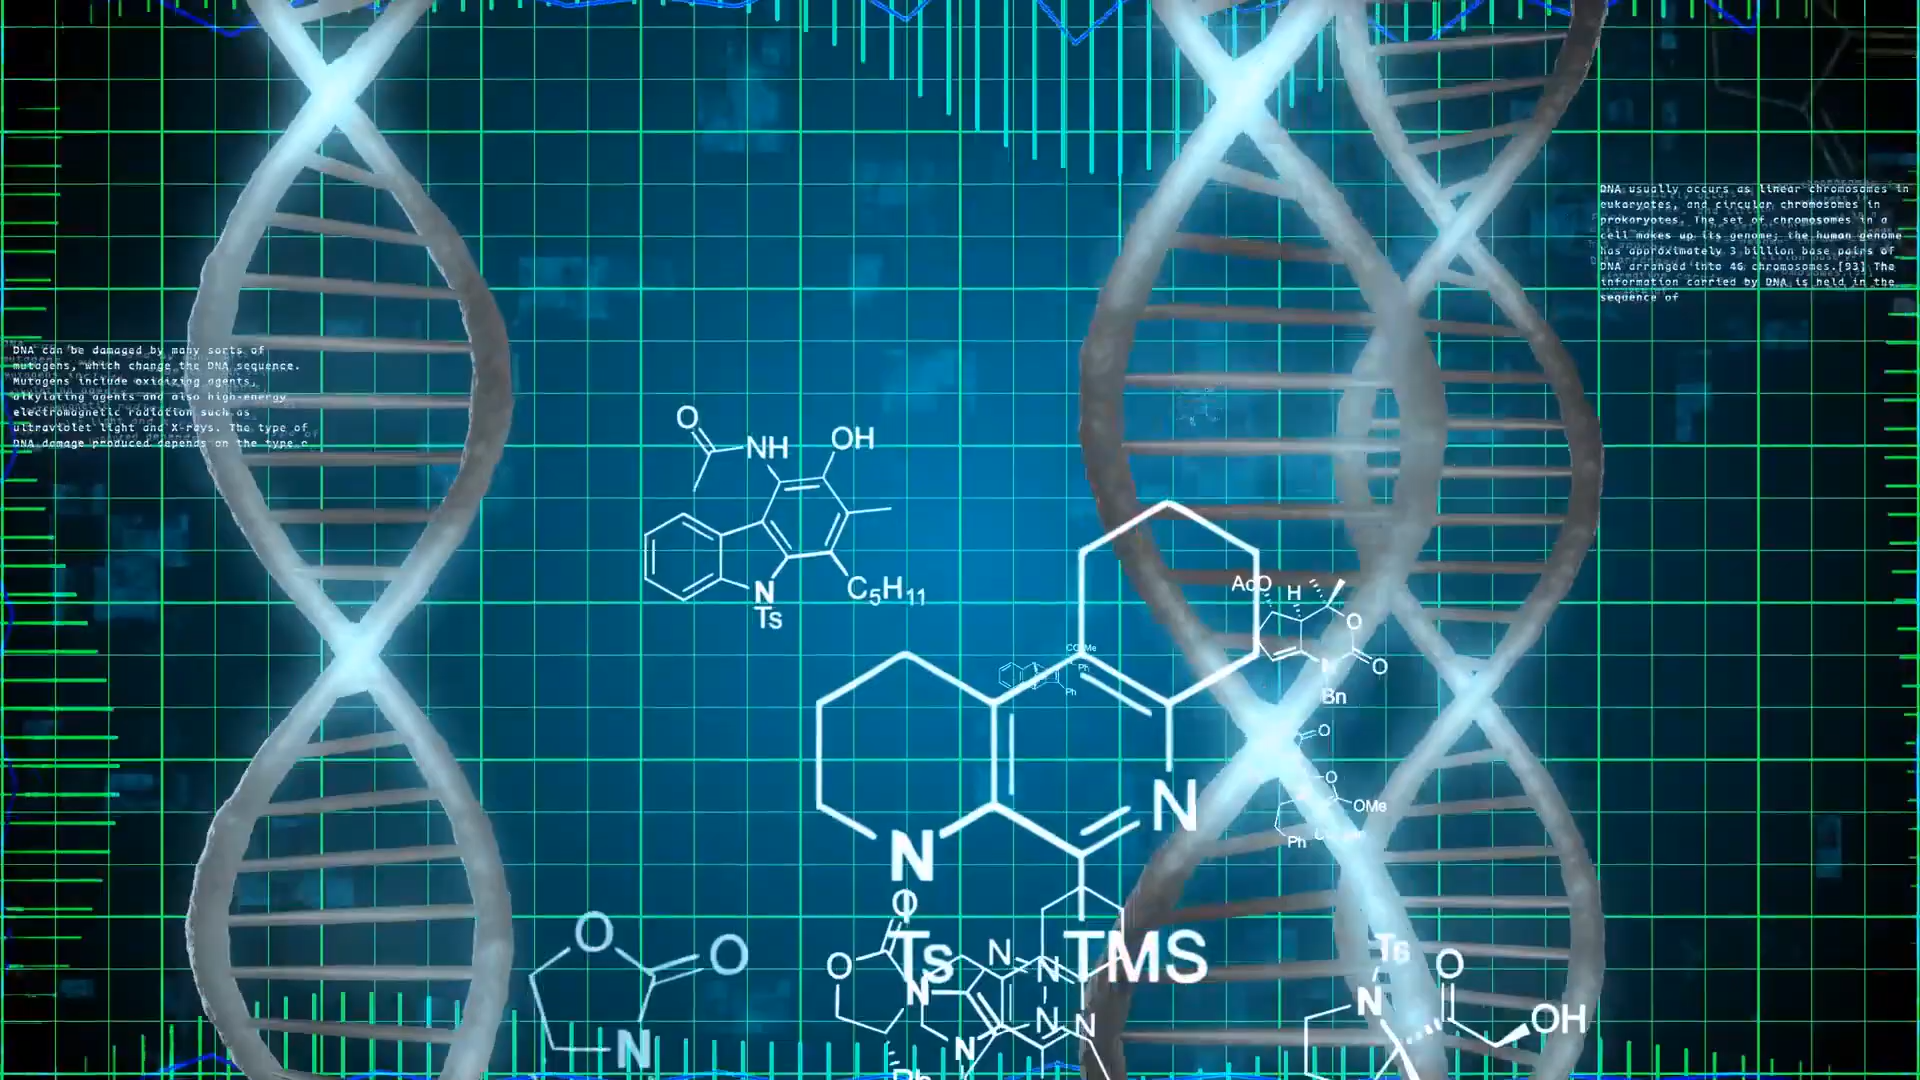 DNA usually occurs as linear chromosomes in
eukaryotes, and circular chromosomes in
prokaryotes. The set of chromosomes in a
cell makes up its genome; the human genome
has approximately 3 billion base pairs of
DNA arranged into 46 chromosomes.[93] The
information carried by DNA is held in the
sequence of
DNA can be damaged by many sorts of
mutagens, which change the DNA sequence.
Mutagens include oxidizing agents,
alkylating agents and also high-energy
electromagnetic radiation such as
ultraviolet light and X-rays. The type of
DNA damage produced depends on the type
O
NH
OH
C5H11
N
Ts
AcO
H
O
O
Bn
Ph
Ph
O
O
OMe
Ph
N
N
Ts
TMS
O
O
N
O
O
N
Ph
N
N
N
N
N
Ts
N
O
OH